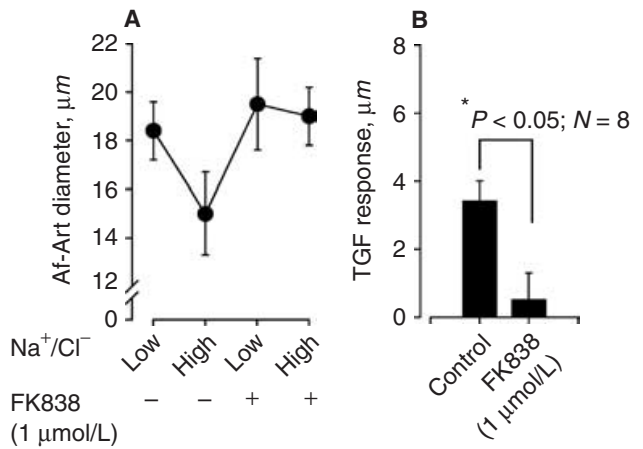 A
22
20
18
16
14
12
0
Af-Art diameter, μm
Na⁺/Cl⁻
Low High Low High
FK838 − − + +
(1 μmol/L)
B
8
6
4
2
0
TGF response, μm
*
P < 0.05; N = 8
Control
FK838
(1 μmol/L)